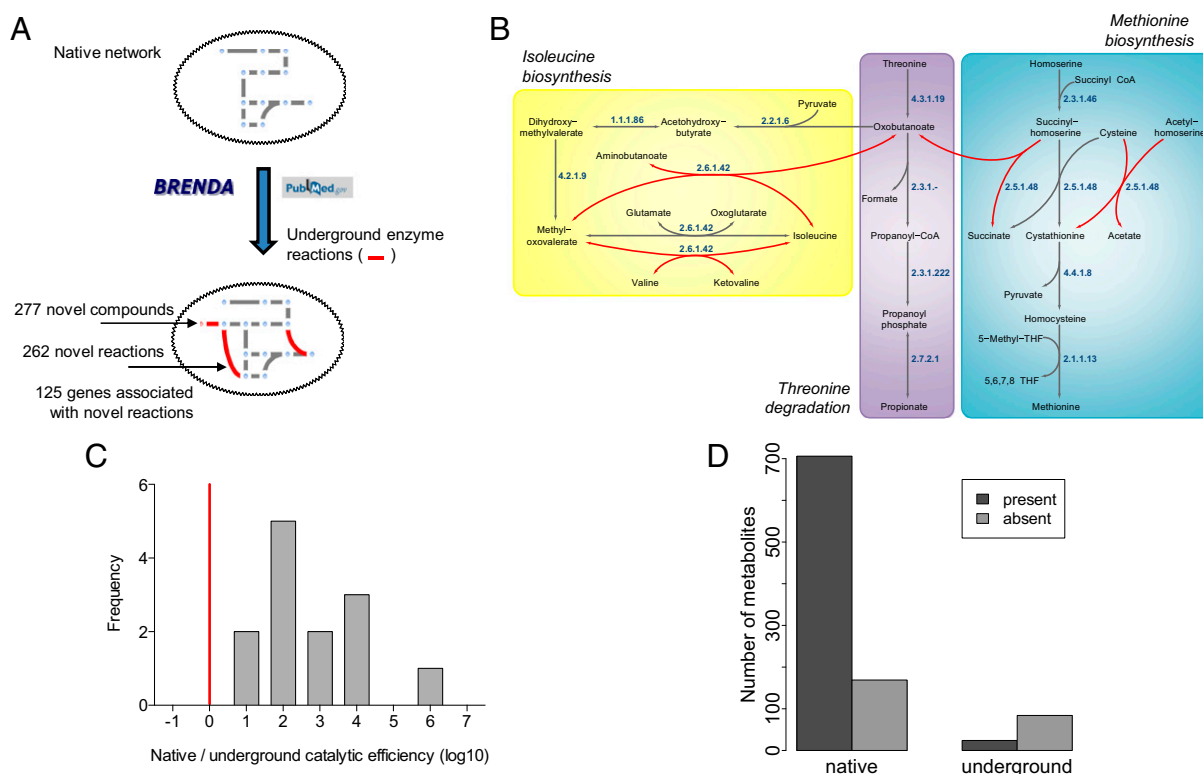 A
Native network
BRENDA
PubMed.gov
Underground enzyme
reactions ( )
277 novel compounds
262 novel reactions
125 genes associated
with novel reactions
B
Isoleucine
biosynthesis
Methionine
biosynthesis
Threonine
degradation
Dihydroxy-
methylvalerate
1.1.1.86
Acetohydroxy-
butyrate
Pyruvate
2.2.1.6
4.2.1.9
Aminobutanoate
2.6.1.42
Glutamate
Oxoglutarate
2.6.1.42
Methyl-
oxovalerate
Isoleucine
2.6.1.42
Valine
Ketovaline
Threonine
4.3.1.19
Oxobutanoate
2.3.1.-
Formate
Propanoyl-CoA
2.3.1.222
Propanoyl
phosphate
2.7.2.1
Propionate
Homoserine
Succinyl CoA
2.3.1.46
Succinyl-
homoserine
Cysteine
Acetyl-
homoserine
2.5.1.48
2.5.1.48
2.5.1.48
Succinate
Cystathionine
Acetate
4.4.1.8
Pyruvate
Homocysteine
5-Methyl-THF
2.1.1.13
5,6,7,8 THF
Methionine
C
Frequency
6
4
2
0
-1 0 1 2 3 4 5 6 7
Native / underground catalytic efficiency (log10)
D
Number of metabolites
700
500
300
100
0
present
absent
native underground